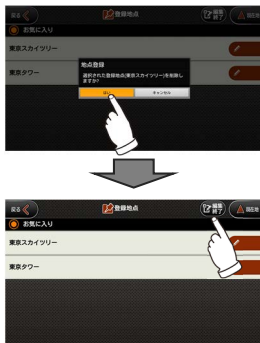 戻る
登録地点
編集
終了
現在地
お気に入り
東京スカイツリー
東京タワー
地点登録
選択された登録地点(東京スカイツリー)を削除し
ますか?
はい
キャンセル
戻る
登録地点
編集
終了
現在地
お気に入り
東京スカイツリー
東京タワー